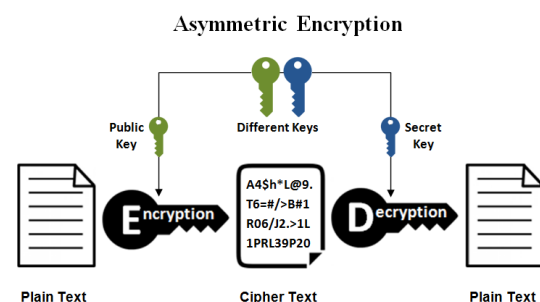 Asymmetric Encryption
Public
Key
Different Keys
Secret
Key
A4$h*L@9.
T6=#/>B#1
R06/J2.>1L
1PRL39P20
Encryption
Decryption
Plain Text
Cipher Text
Plain Text